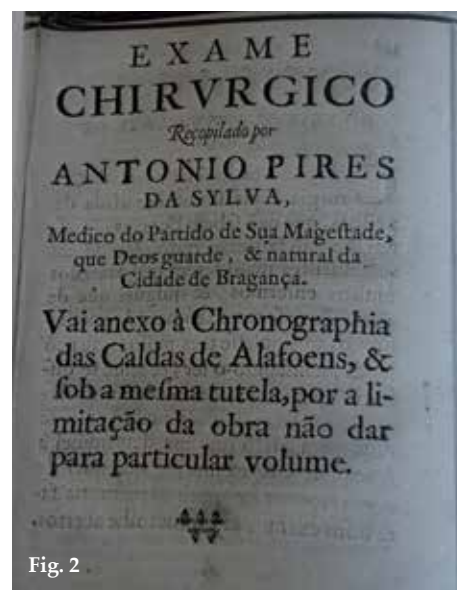 EXAME
CHIRVRGICO
Recopilado por
ANTONIO PIRES
DA SYLVA,
Medico do Partido de Sua Mageſtade,
que Deos guarde, & natural da
Cidade de Bragança.
Vai anexo à Chronographia
das Caldas de Alafoens, &
ſob a meſma tutela, por a li-
mitação da obra não dar
para particular volume.
Fig. 2